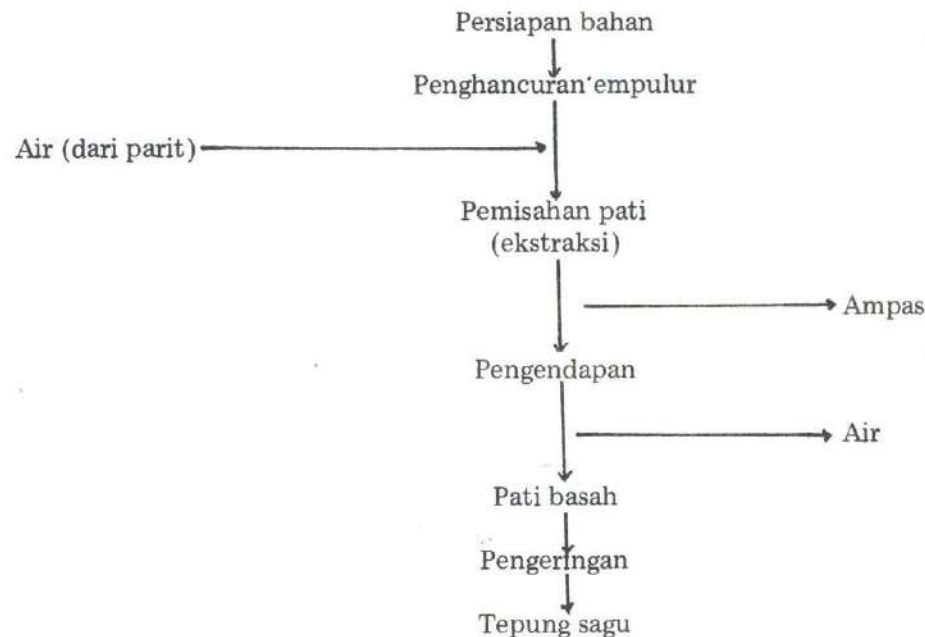 Persiapan bahan
Penghancuran empulur
Air (dari parit)
Pemisahan pati
(ekstraksi)
Ampas
Pengendapan
Air
Pati basah
Pengeringan
Tepung sagu